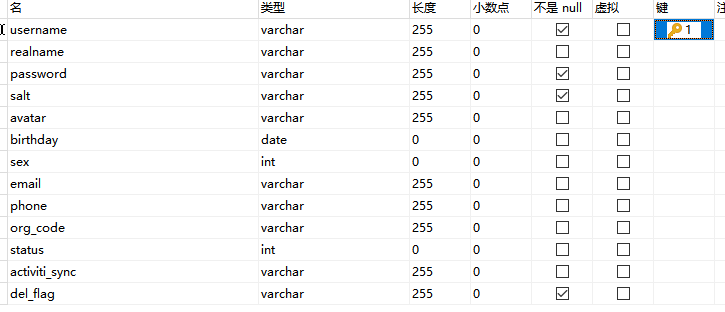 名 类型 长度 小数点 不是 null 虚拟 键
username varchar 255 0 1
realname varchar 255 0
password varchar 255 0
salt varchar 255 0
avatar varchar 255 0
birthday date 0 0
sex int 0 0
email varchar 255 0
phone varchar 255 0
org_code varchar 255 0
status int 0 0
activiti_sync varchar 255 0
del_flag varchar 255 0